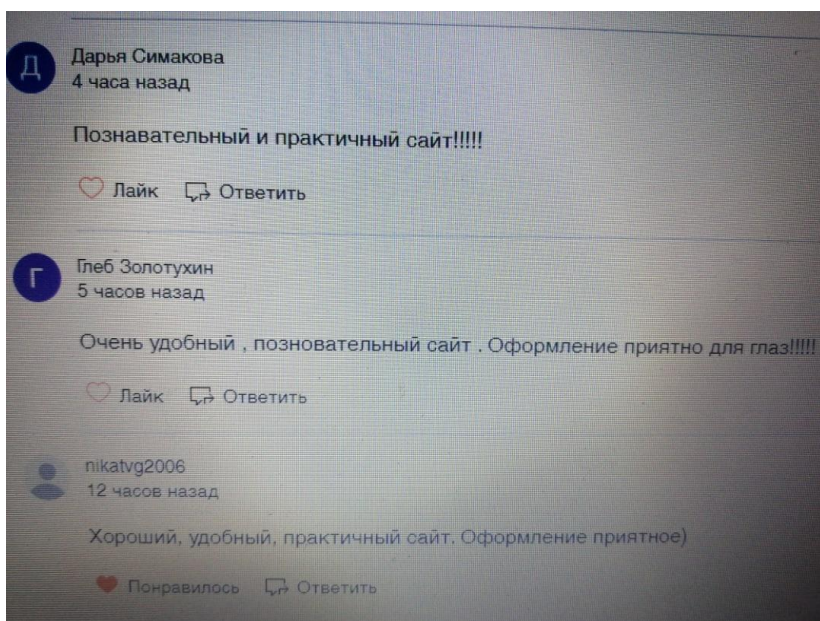 Д
Дарья Симакова
4 часа назад
Познавательный и практичный сайт!!!!!
Лайк Ответить
Г
Глеб Золотухин
5 часов назад
Очень удобный , позновательный сайт . Оформление приятно для глаз!!!!!
Лайк Ответить
nikatvg2006
12 часов назад
Хороший, удобный, практичный сайт. Оформление приятное)
Понравилось Ответить